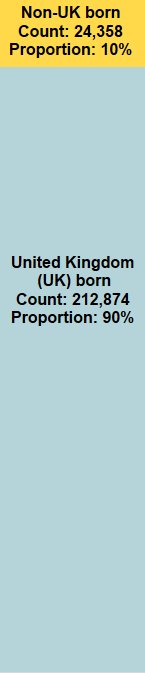 Non-UK born
Count: 24,358
Proportion: 10%
United Kingdom
(UK) born
Count: 212,874
Proportion: 90%